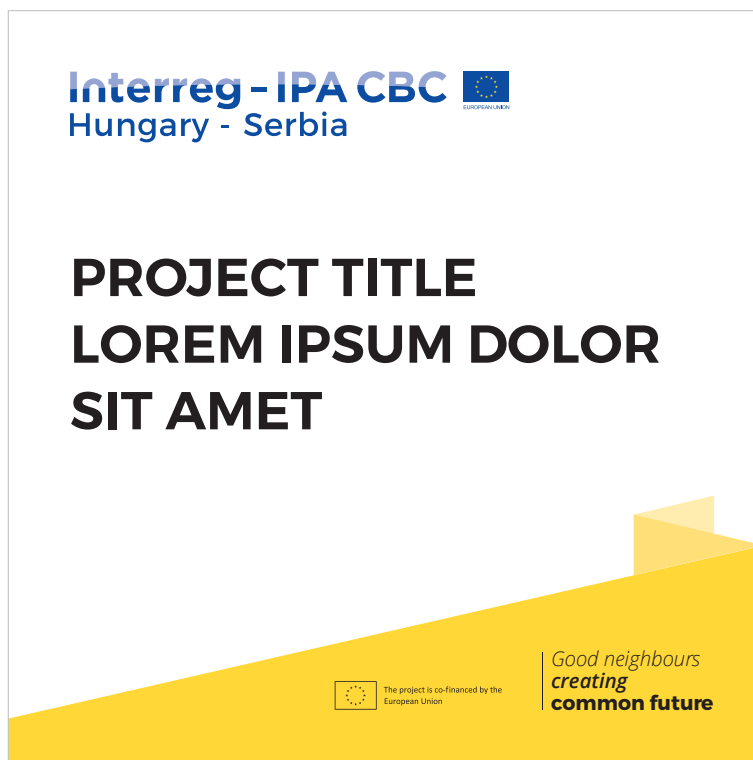 Interreg – IPA CBC
EUROPEAN UNION
Hungary - Serbia
PROJECT TITLE
LOREM IPSUM DOLOR
SIT AMET
The project is co-financed by the
European Union
Good neighbours
creating
common future